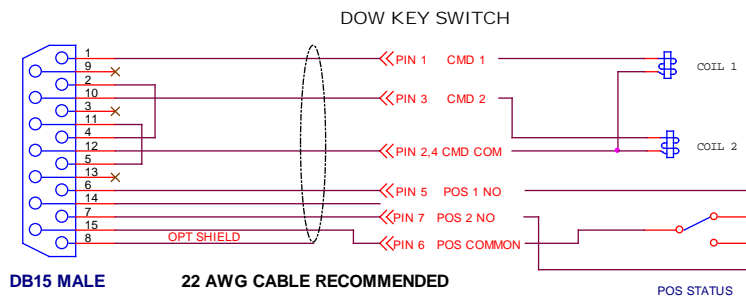 DOW KEY SWITCH
1
PIN 1 CMD 1
COIL 1
9
2
10
PIN 3 CMD 2
3
11
4
COIL 2
12
PIN 2,4 CMD COM
5
13
6
PIN 5 POS 1 NO
14
7
PIN 7 POS 2 NO
15
OPT SHIELD
8
PIN 6 POS COMMON
DB15 MALE
22 AWG CABLE RECOMMENDED
POS STATUS